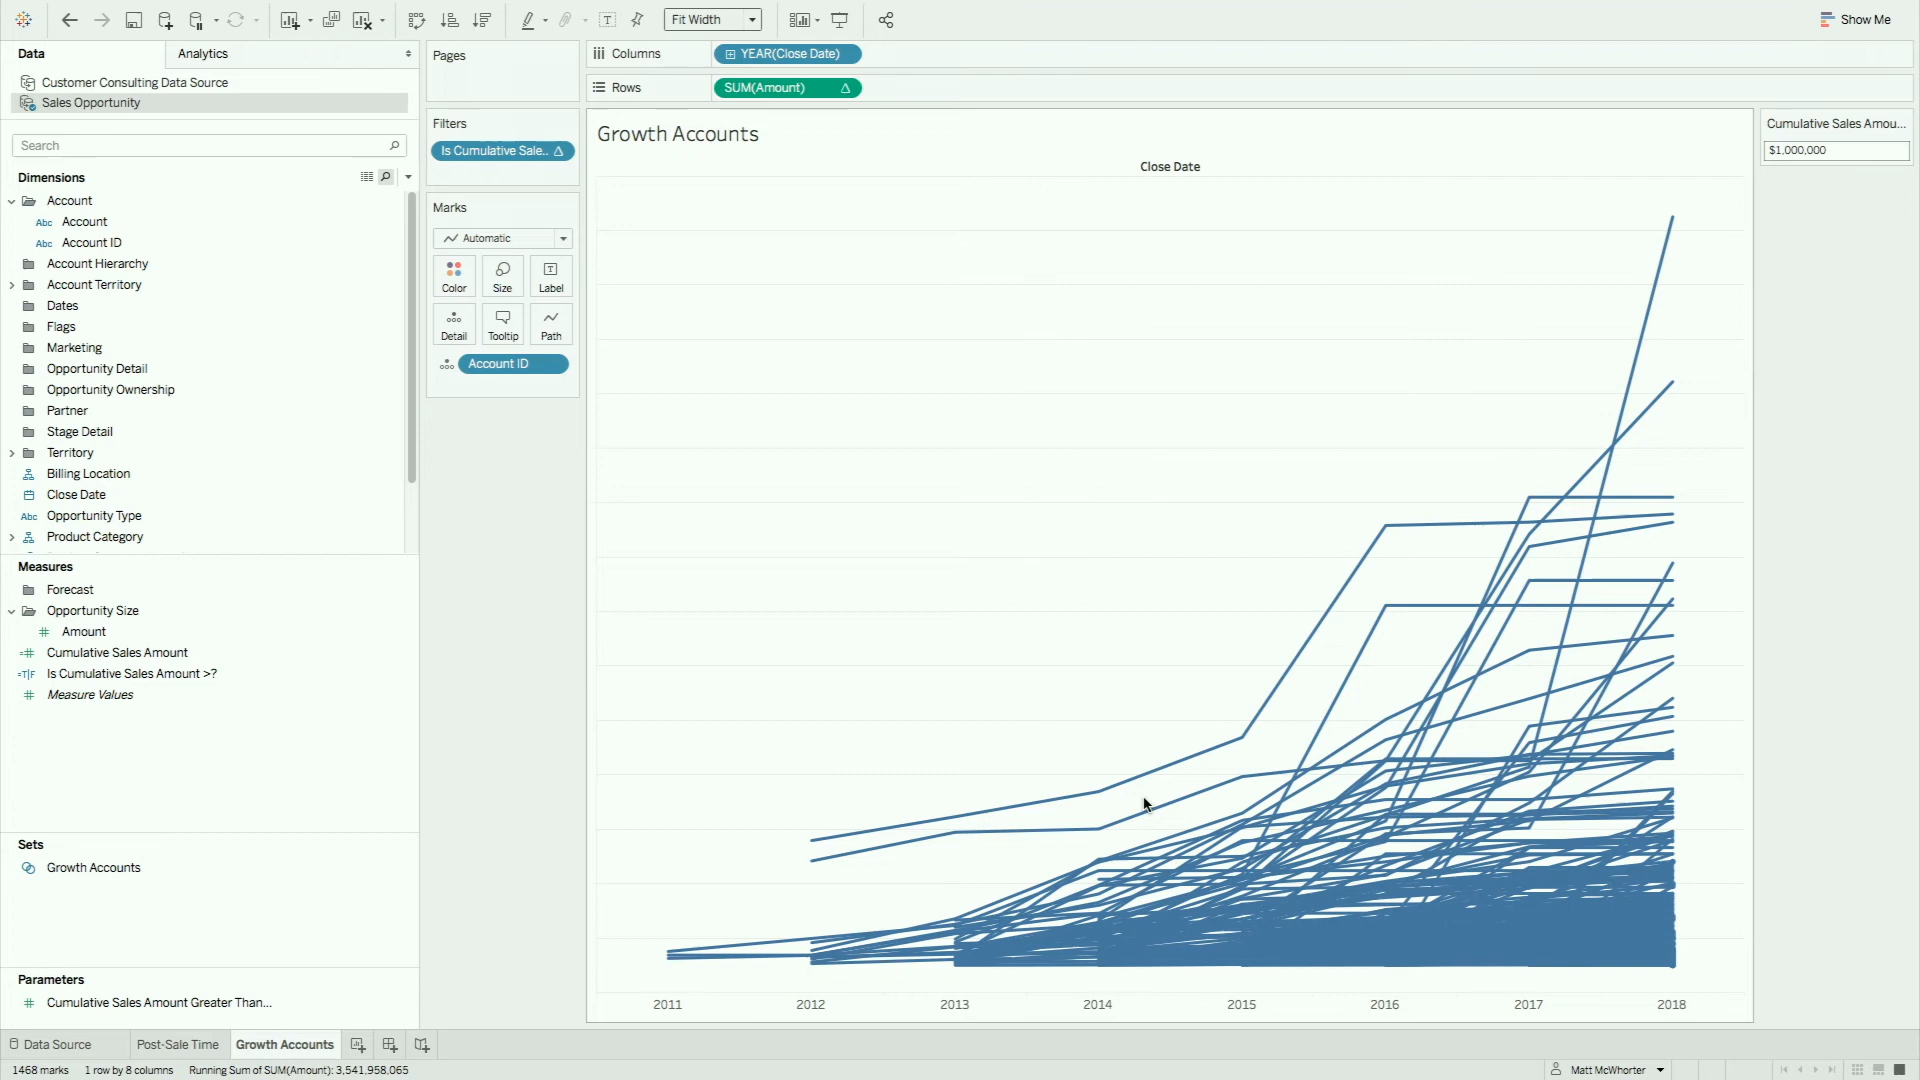 Fit Width
Show Me
Data
Analytics
Customer Consulting Data Source
Sales Opportunity
Search
Dimensions
Account
Abc Account
Abc Account ID
Account Hierarchy
Account Territory
Dates
Flags
Marketing
Opportunity Detail
Opportunity Ownership
Partner
Stage Detail
Territory
Billing Location
Close Date
Abc Opportunity Type
Product Category
Measures
Forecast
Opportunity Size
# Amount
=# Cumulative Sales Amount
=T|F Is Cumulative Sales Amount >?
# Measure Values
Sets
Growth Accounts
Parameters
# Cumulative Sales Amount Greater Than...
Pages
Filters
Is Cumulative Sale.. Δ
Marks
Automatic
Color Size Label
Detail Tooltip Path
Account ID
Columns YEAR(Close Date)
Rows SUM(Amount) Δ
Growth Accounts
Close Date
2011 2012 2013 2014 2015 2016 2017 2018
Cumulative Sales Amou...
$1,000,000
Data Source Post-Sale Time Growth Accounts
1468 marks 1 row by 8 columns Running Sum of SUM(Amount): 3,541,958,065
Matt McWhorter